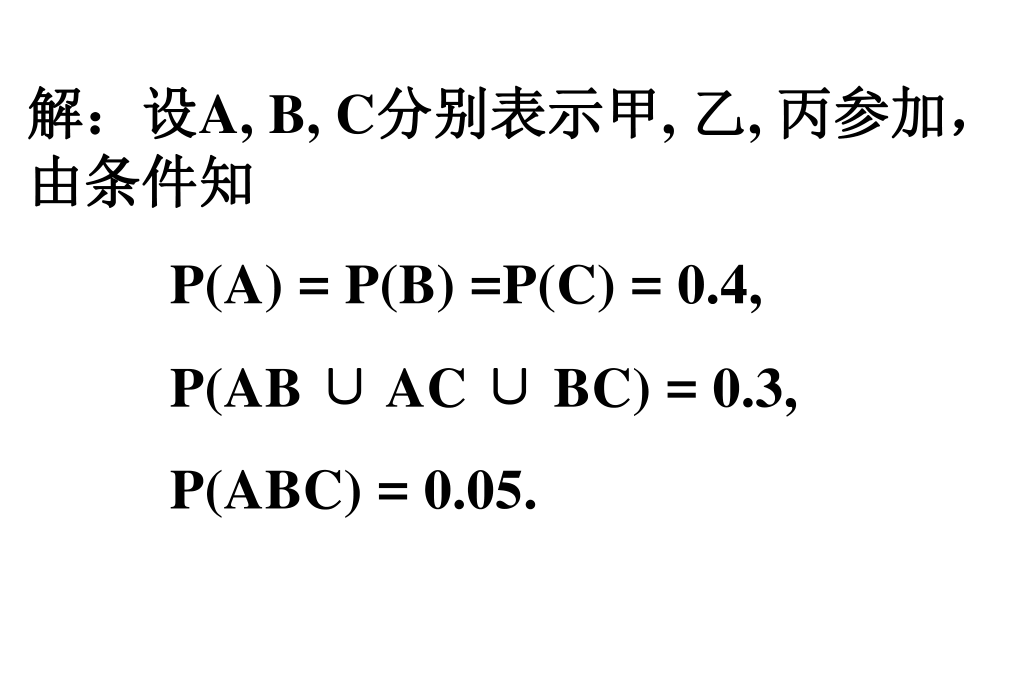 解：设A, B, C分别表示甲, 乙, 丙参加，
由条件知
P(A) = P(B) =P(C) = 0.4,
P(AB ∪ AC ∪ BC) = 0.3,
P(ABC) = 0.05.